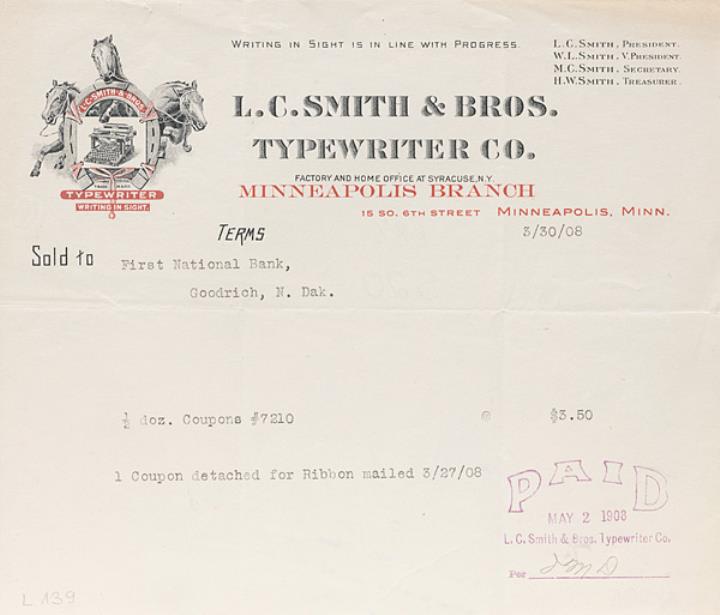 WRITING IN SIGHT IS IN LINE WITH PROGRESS.
L.C. SMITH, PRESIDENT.
W.L. SMITH, V. PRESIDENT.
M.C. SMITH, SECRETARY.
H.W. SMITH, TREASURER.
L.C. SMITH & BROS.
TYPEWRITER
WRITING IN SIGHT.
L.C. SMITH & BROS.
TYPEWRITER CO.
FACTORY AND HOME OFFICE AT SYRACUSE, N.Y.
MINNEAPOLIS BRANCH
15 SO. 6TH STREET MINNEAPOLIS, MINN.
TERMS 3/30/08
Sold to First National Bank,
Goodrich, N. Dak.
½ doz. Coupons #7210 @ $3.50
1 Coupon detached for Ribbon mailed 3/27/08
PAID
MAY 2 1908
L. C. Smith & Bros. Typewriter Co.
Per
L 139